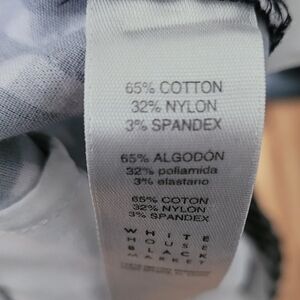 65% COTTON
32% NYLON
3% SPANDEX
65% ALGODÓN
32% poliamida
3% elastano
65% COTON
32% NYLON
3% SPANDEX
WHITE
HOUSE
BLACK
MARKET